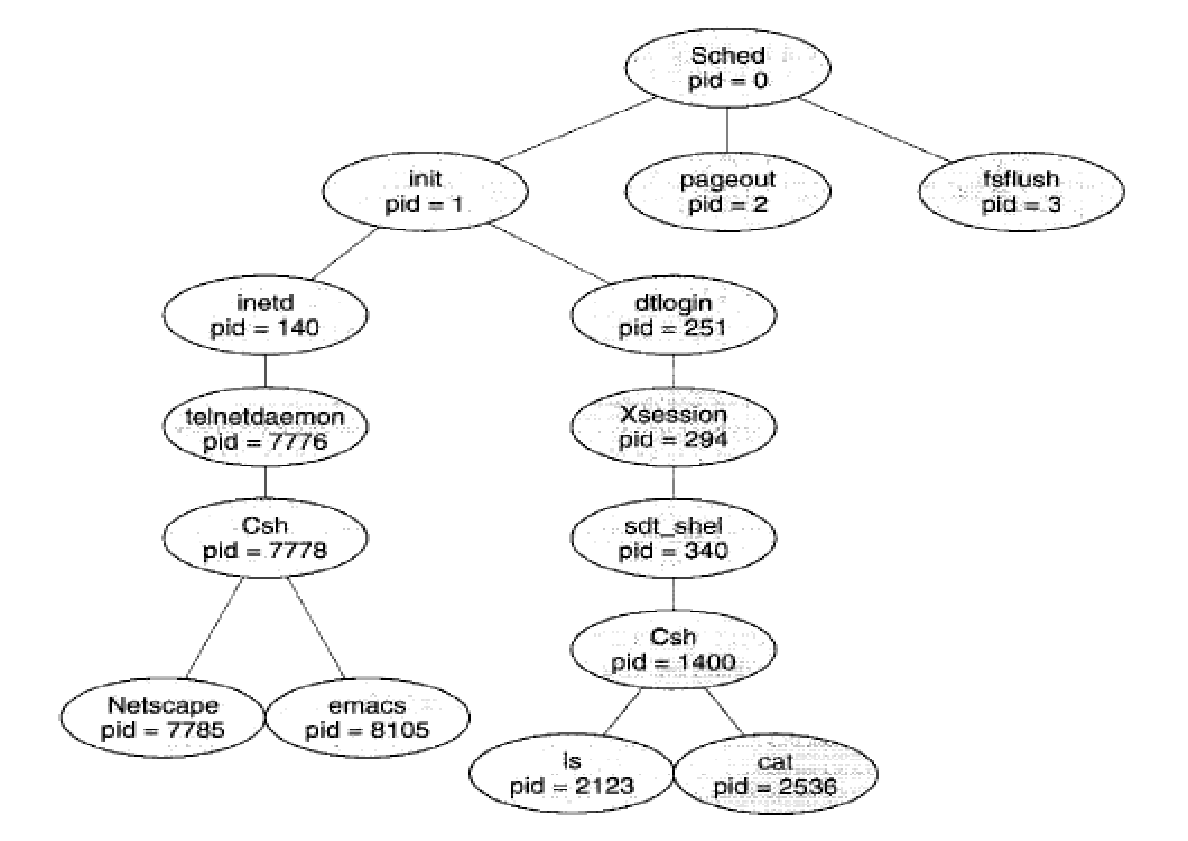 Sched
pid = 0
init
pid = 1
pageout
pid = 2
fsflush
pid = 3
inetd
pid = 140
dtlogin
pid = 251
telnetdaemon
pid = 7776
Xsession
pid = 294
Csh
pid = 7778
sdt_shel
pid = 340
Csh
pid = 1400
Netscape
pid = 7785
emacs
pid = 8105
ls
pid = 2123
cat
pid = 2536